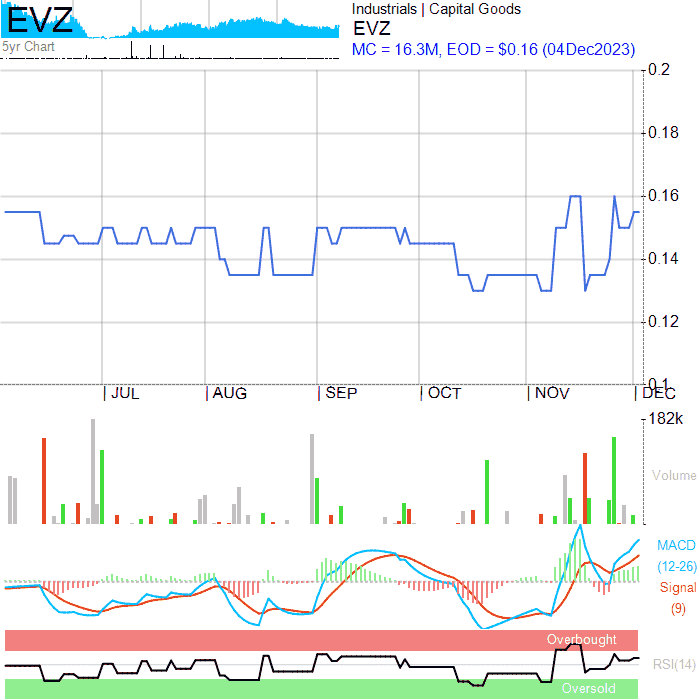 EVZ
5yr Chart
Industrials | Capital Goods
EVZ
MC = 16.3M, EOD = $0.16 (04Dec2023)
0.2
0.18
0.16
0.14
0.12
0.1
JUL AUG SEP OCT NOV DEC
182k
Volume
MACD
(12-26)
Signal
(9)
Overbought
RSI(14)
Oversold